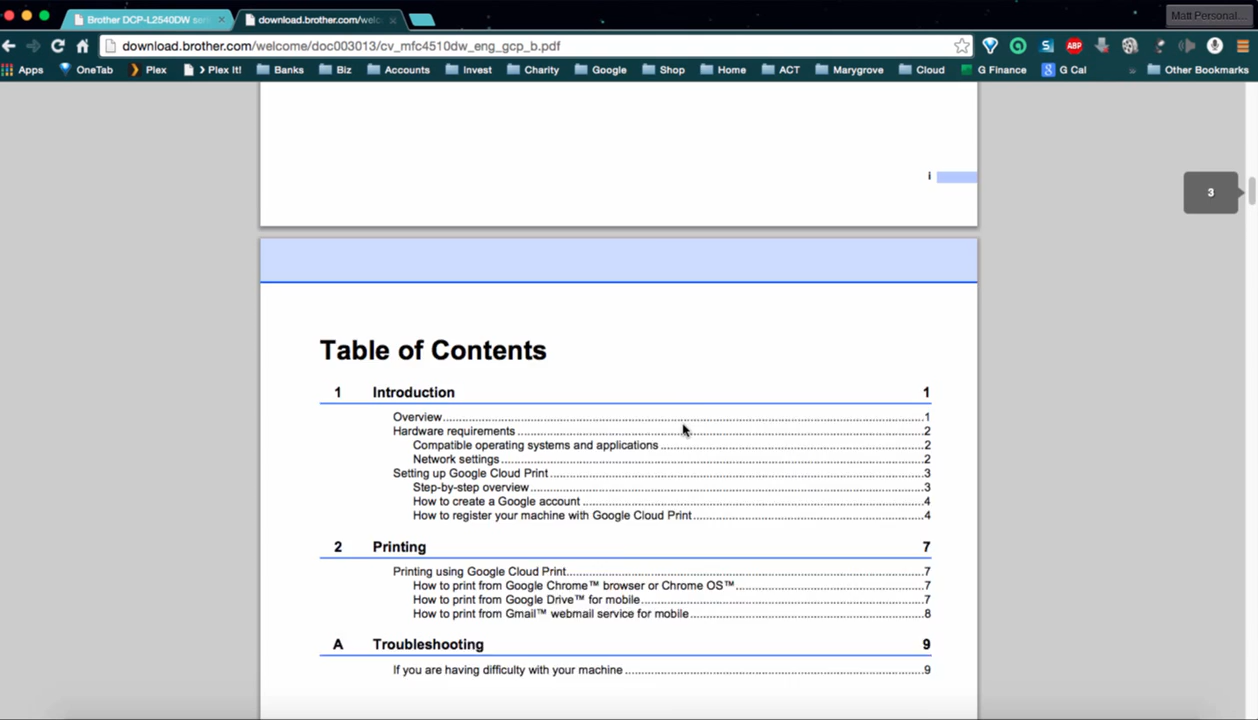 Brother DCP-L2540DW
download.brother.com/welc
Matt Personal...
download.brother.com/welcome/doc003013/cv_mfc4510dw_eng_gcp_b.pdf
ABP
Apps OneTab Plex > Plex It! Banks Biz Accounts Invest Charity Google Shop Home ACT Marygrove Cloud G Finance 8 G Cal » Other Bookmarks
i
3
Table of Contents
1 Introduction 1
Overview 1
Hardware requirements 2
Compatible operating systems and applications 2
Network settings 2
Setting up Google Cloud Print 3
Step-by-step overview 3
How to create a Google account 4
How to register your machine with Google Cloud Print 4
2 Printing 7
Printing using Google Cloud Print 7
How to print from Google Chrome™ browser or Chrome OS™ 7
How to print from Google Drive™ for mobile 7
How to print from Gmail™ webmail service for mobile 8
A Troubleshooting 9
If you are having difficulty with your machine 9